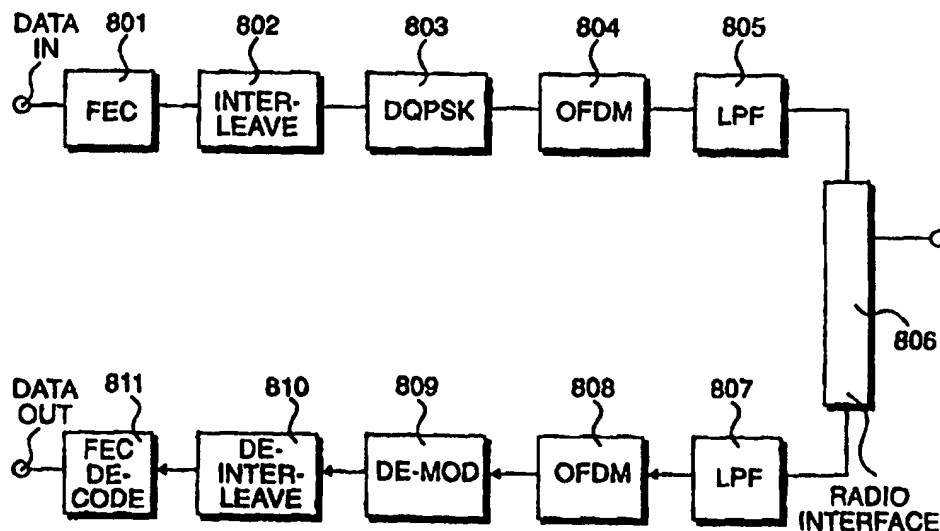 DATA
IN
801
802
803
804
805
FEC
INTER-
LEAVE
DQPSK
OFDM
LPF
806
DATA
OUT
811
810
809
808
807
FEC
DE-
CODE
DE-
INTER-
LEAVE
DE-MOD
OFDM
LPF
RADIO
INTERFACE